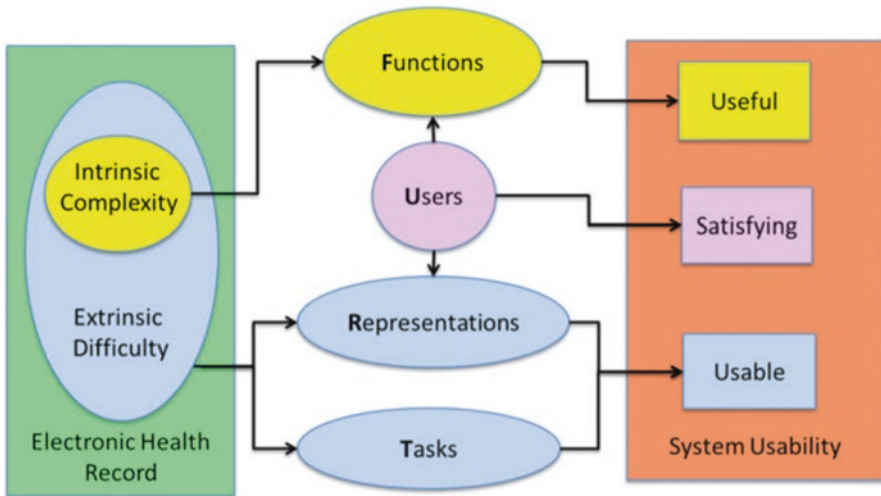 Functions
Intrinsic
Complexity
Users
Extrinsic
Difficulty
Representations
Tasks
Electronic Health
Record
Useful
Satisfying
Usable
System Usability